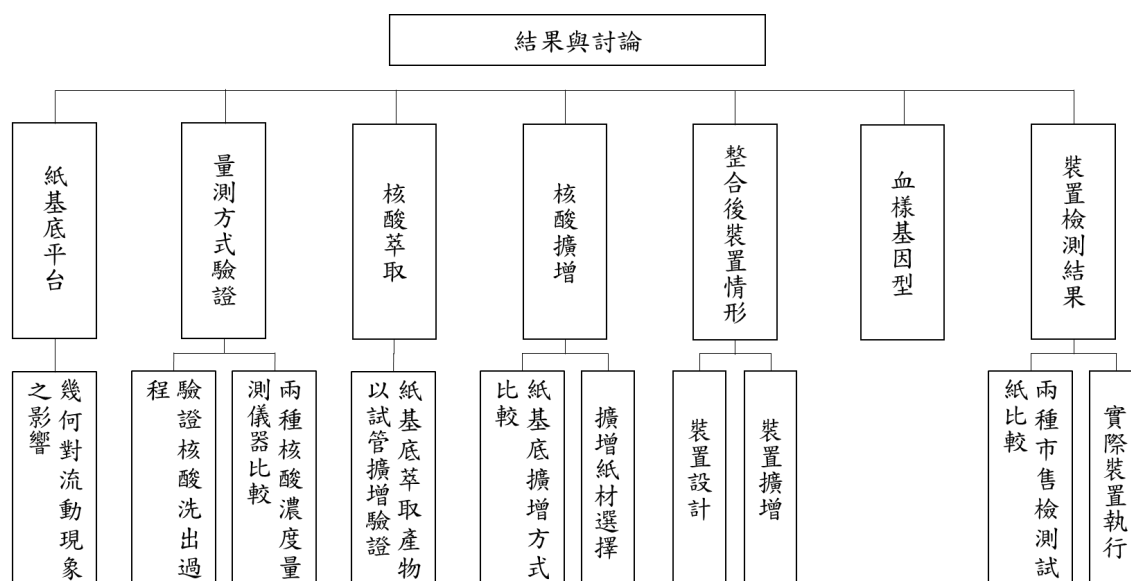 結果與討論
紙基底平台
量測方式驗證
核酸萃取
核酸擴增
整合後裝置情形
血樣基因型
裝置檢測結果
幾何對流動現象
之影響
驗證核酸洗出過
程
兩種核酸濃度量
測儀器比較
紙基底萃取產物
以試管擴增驗證
紙基底擴增方式
比較
擴增紙材選擇
裝置設計
裝置擴增
兩種市售檢測試
紙比較
實際裝置執行